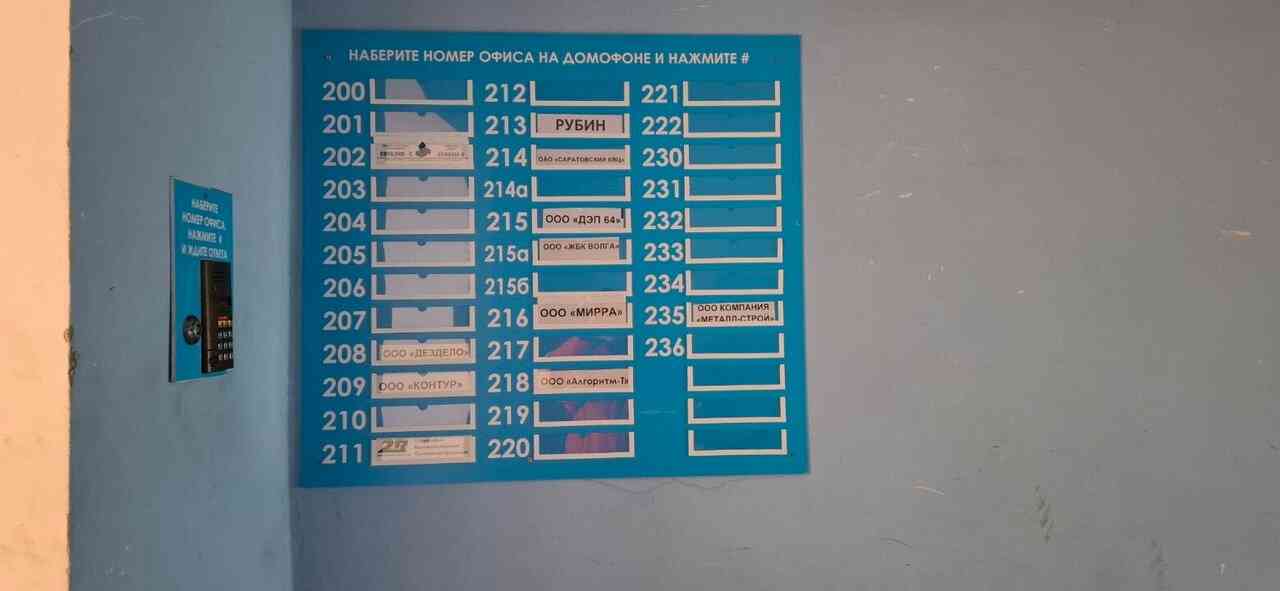 НАБЕРИТЕ
НОМЕР ОФИСА,
НАЖМИТЕ #
И ЖДИТЕ ОТВЕТА
НАБЕРИТЕ НОМЕР ОФИСА НА ДОМОФОНЕ И НАЖМИТЕ #
200
201
202
203
204
205
206
207
208 ООО «ДЕЗДЕЛО»
209 ООО «КОНТУР»
210
211
212
213 РУБИН
214 ОАО «САРАТОВСКИЙ КВЦ»
214а
215 ООО «ДЭП 64»
215а ООО «ЖБК ВОЛГА»
215б
216 ООО «МИРРА»
217
218 ООО «Алгоритм-Т»
219
220
221
222
230
231
232
233
234
235 ООО КОМПАНИЯ
«МЕТАЛЛ-СТРОЙ»
236